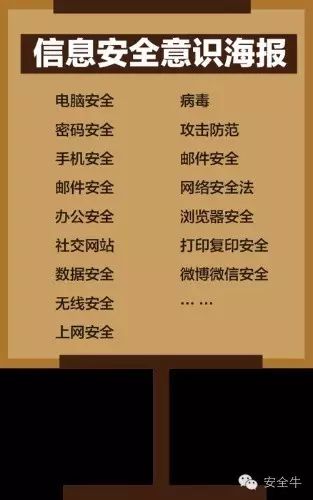 信息安全意识海报
电脑安全
密码安全
手机安全
邮件安全
办公安全
社交网站
数据安全
无线安全
上网安全
病毒
攻击防范
邮件安全
网络安全法
浏览器安全
打印复印安全
微博微信安全
… …
安全牛